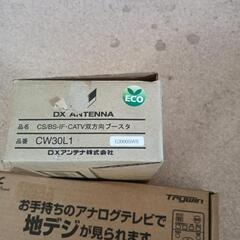 DX ANTENNA
ECO
品名 CS/BS-IF・CATV双方向ブースタ
品番 CW30L1
DXアンテナ株式会社
Trywin
お手持ちのアナログテレビで
地デジが見られます